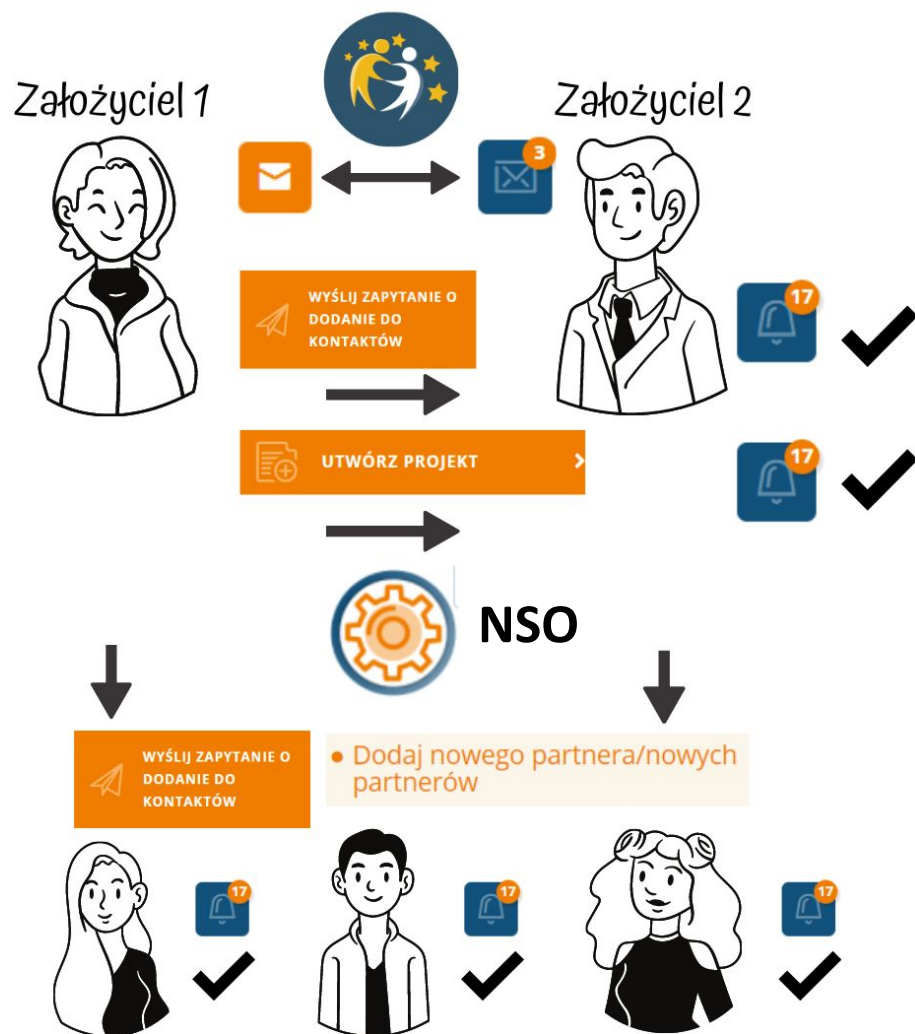 Założyciel 1
Założyciel 2
3
WYŚLIJ ZAPYTANIE O
DODANIE DO
KONTAKTÓW
17
UTWÓRZ PROJEKT
17
NSO
WYŚLIJ ZAPYTANIE O
DODANIE DO
KONTAKTÓW
• Dodaj nowego partnera/nowych
partnerów
17
17
17